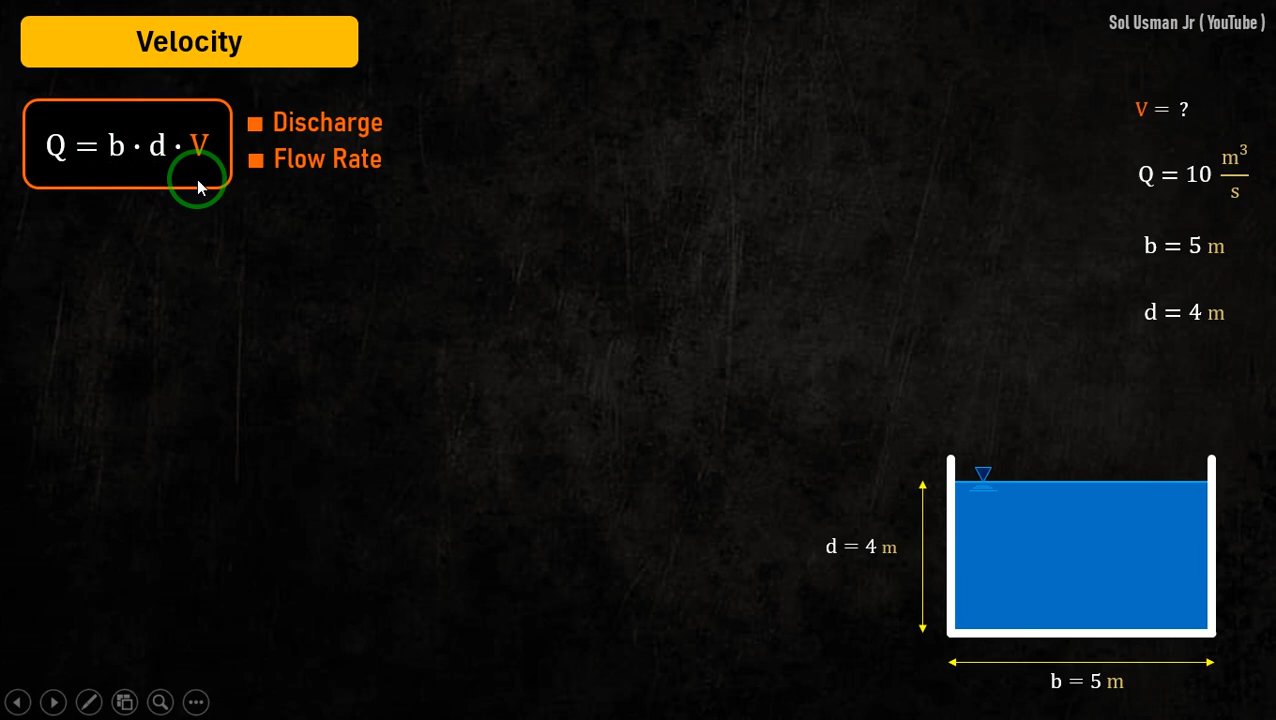 Velocity
Sol Usman Jr ( YouTube )
Q = b · d · V
■ Discharge
■ Flow Rate
V = ?
Q = 10 m³/s
b = 5 m
d = 4 m
d = 4 m
b = 5 m